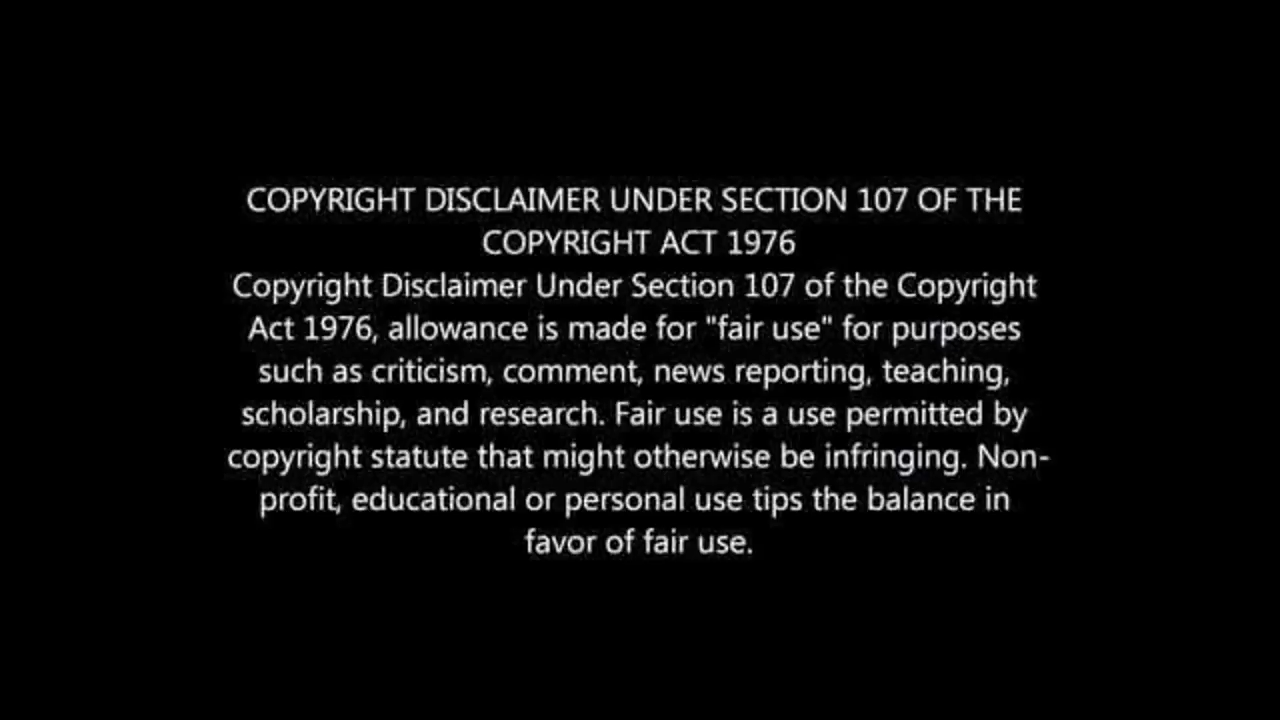 COPYRIGHT DISCLAIMER UNDER SECTION 107 OF THE
COPYRIGHT ACT 1976
Copyright Disclaimer Under Section 107 of the Copyright
Act 1976, allowance is made for "fair use" for purposes
such as criticism, comment, news reporting, teaching,
scholarship, and research. Fair use is a use permitted by
copyright statute that might otherwise be infringing. Non-
profit, educational or personal use tips the balance in
favor of fair use.